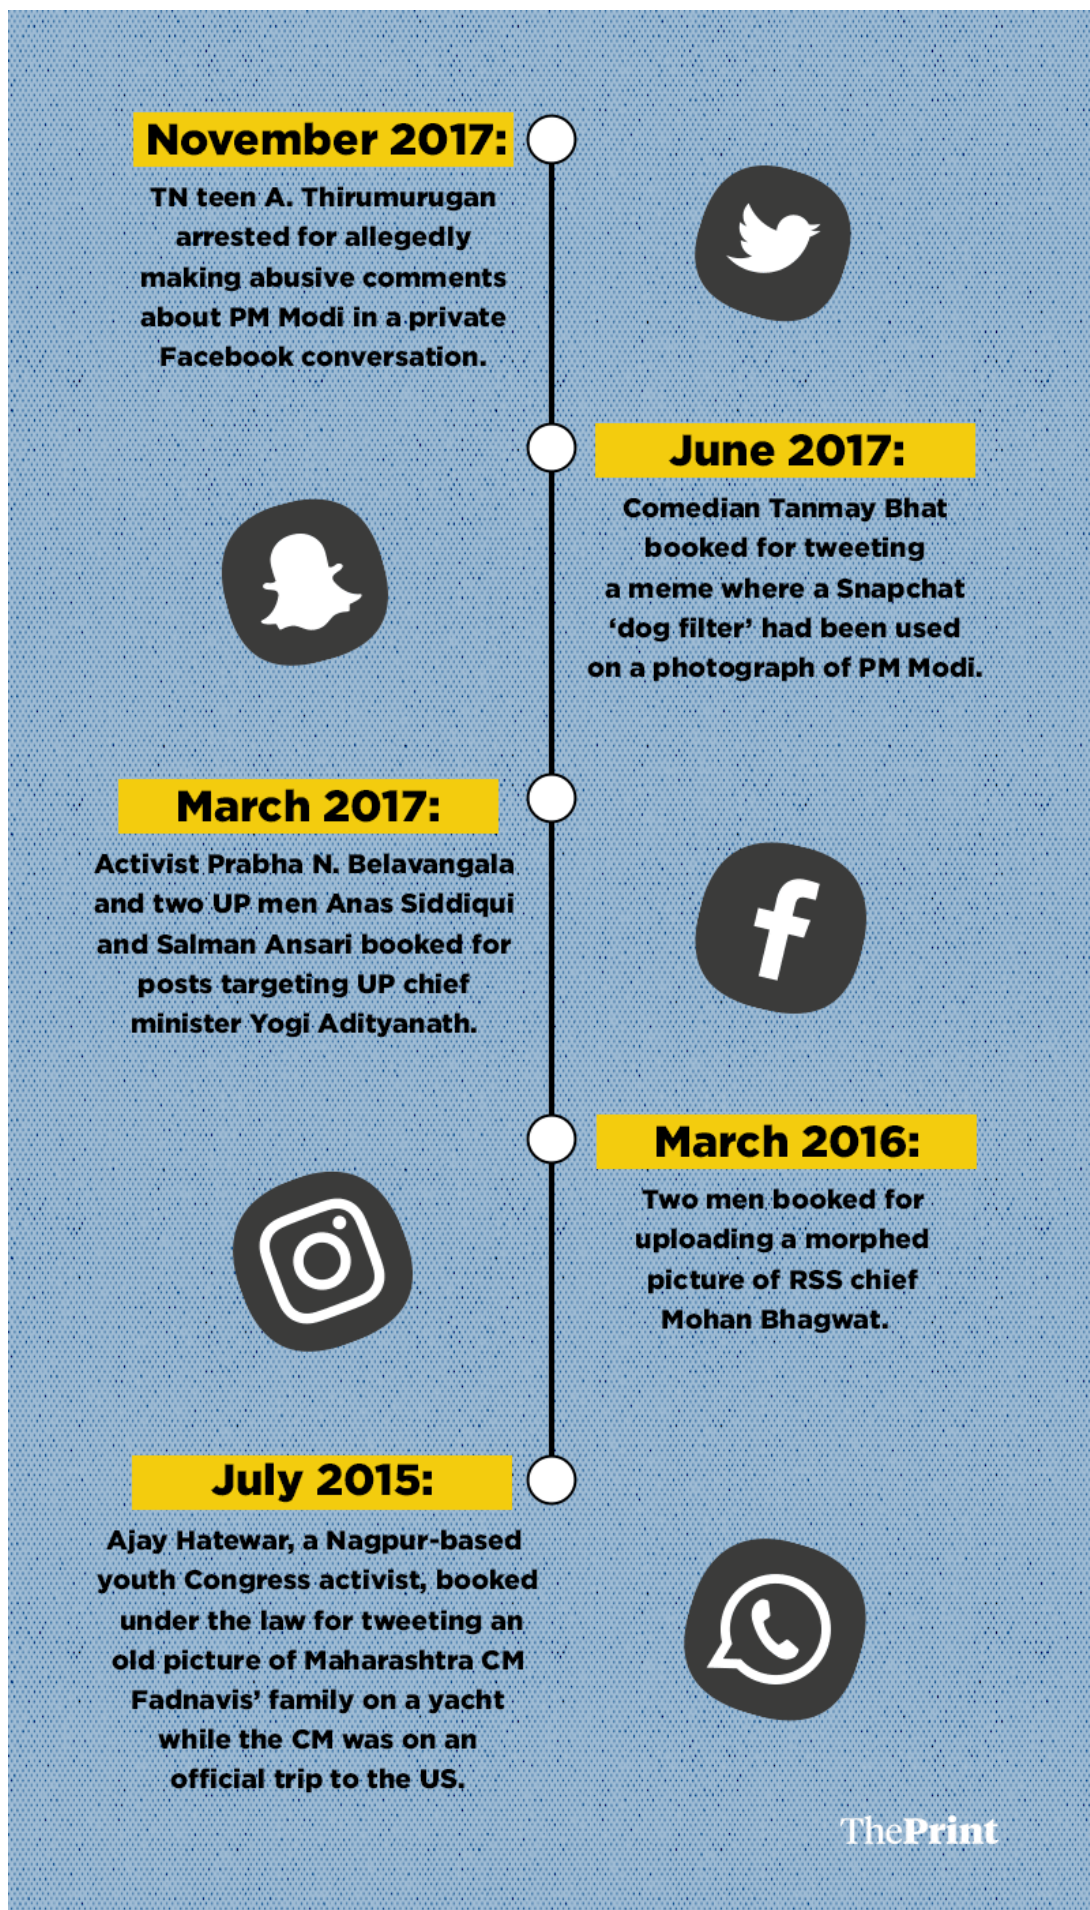 November 2017:
TN teen A. Thirumurugan
arrested for allegedly
making abusive comments
about PM Modi in a private
Facebook conversation.
June 2017:
Comedian Tanmay Bhat
booked for tweeting
a meme where a Snapchat
‘dog filter’ had been used
on a photograph of PM Modi.
March 2017:
Activist Prabha N. Belavangala
and two UP men Anas Siddiqui
and Salman Ansari booked for
posts targeting UP chief
minister Yogi Adityanath.
March 2016:
Two men booked for
uploading a morphed
picture of RSS chief
Mohan Bhagwat.
July 2015:
Ajay Hatewar, a Nagpur-based
youth Congress activist, booked
under the law for tweeting an
old picture of Maharashtra CM
Fadnavis’ family on a yacht
while the CM was on an
official trip to the US.
ThePrint